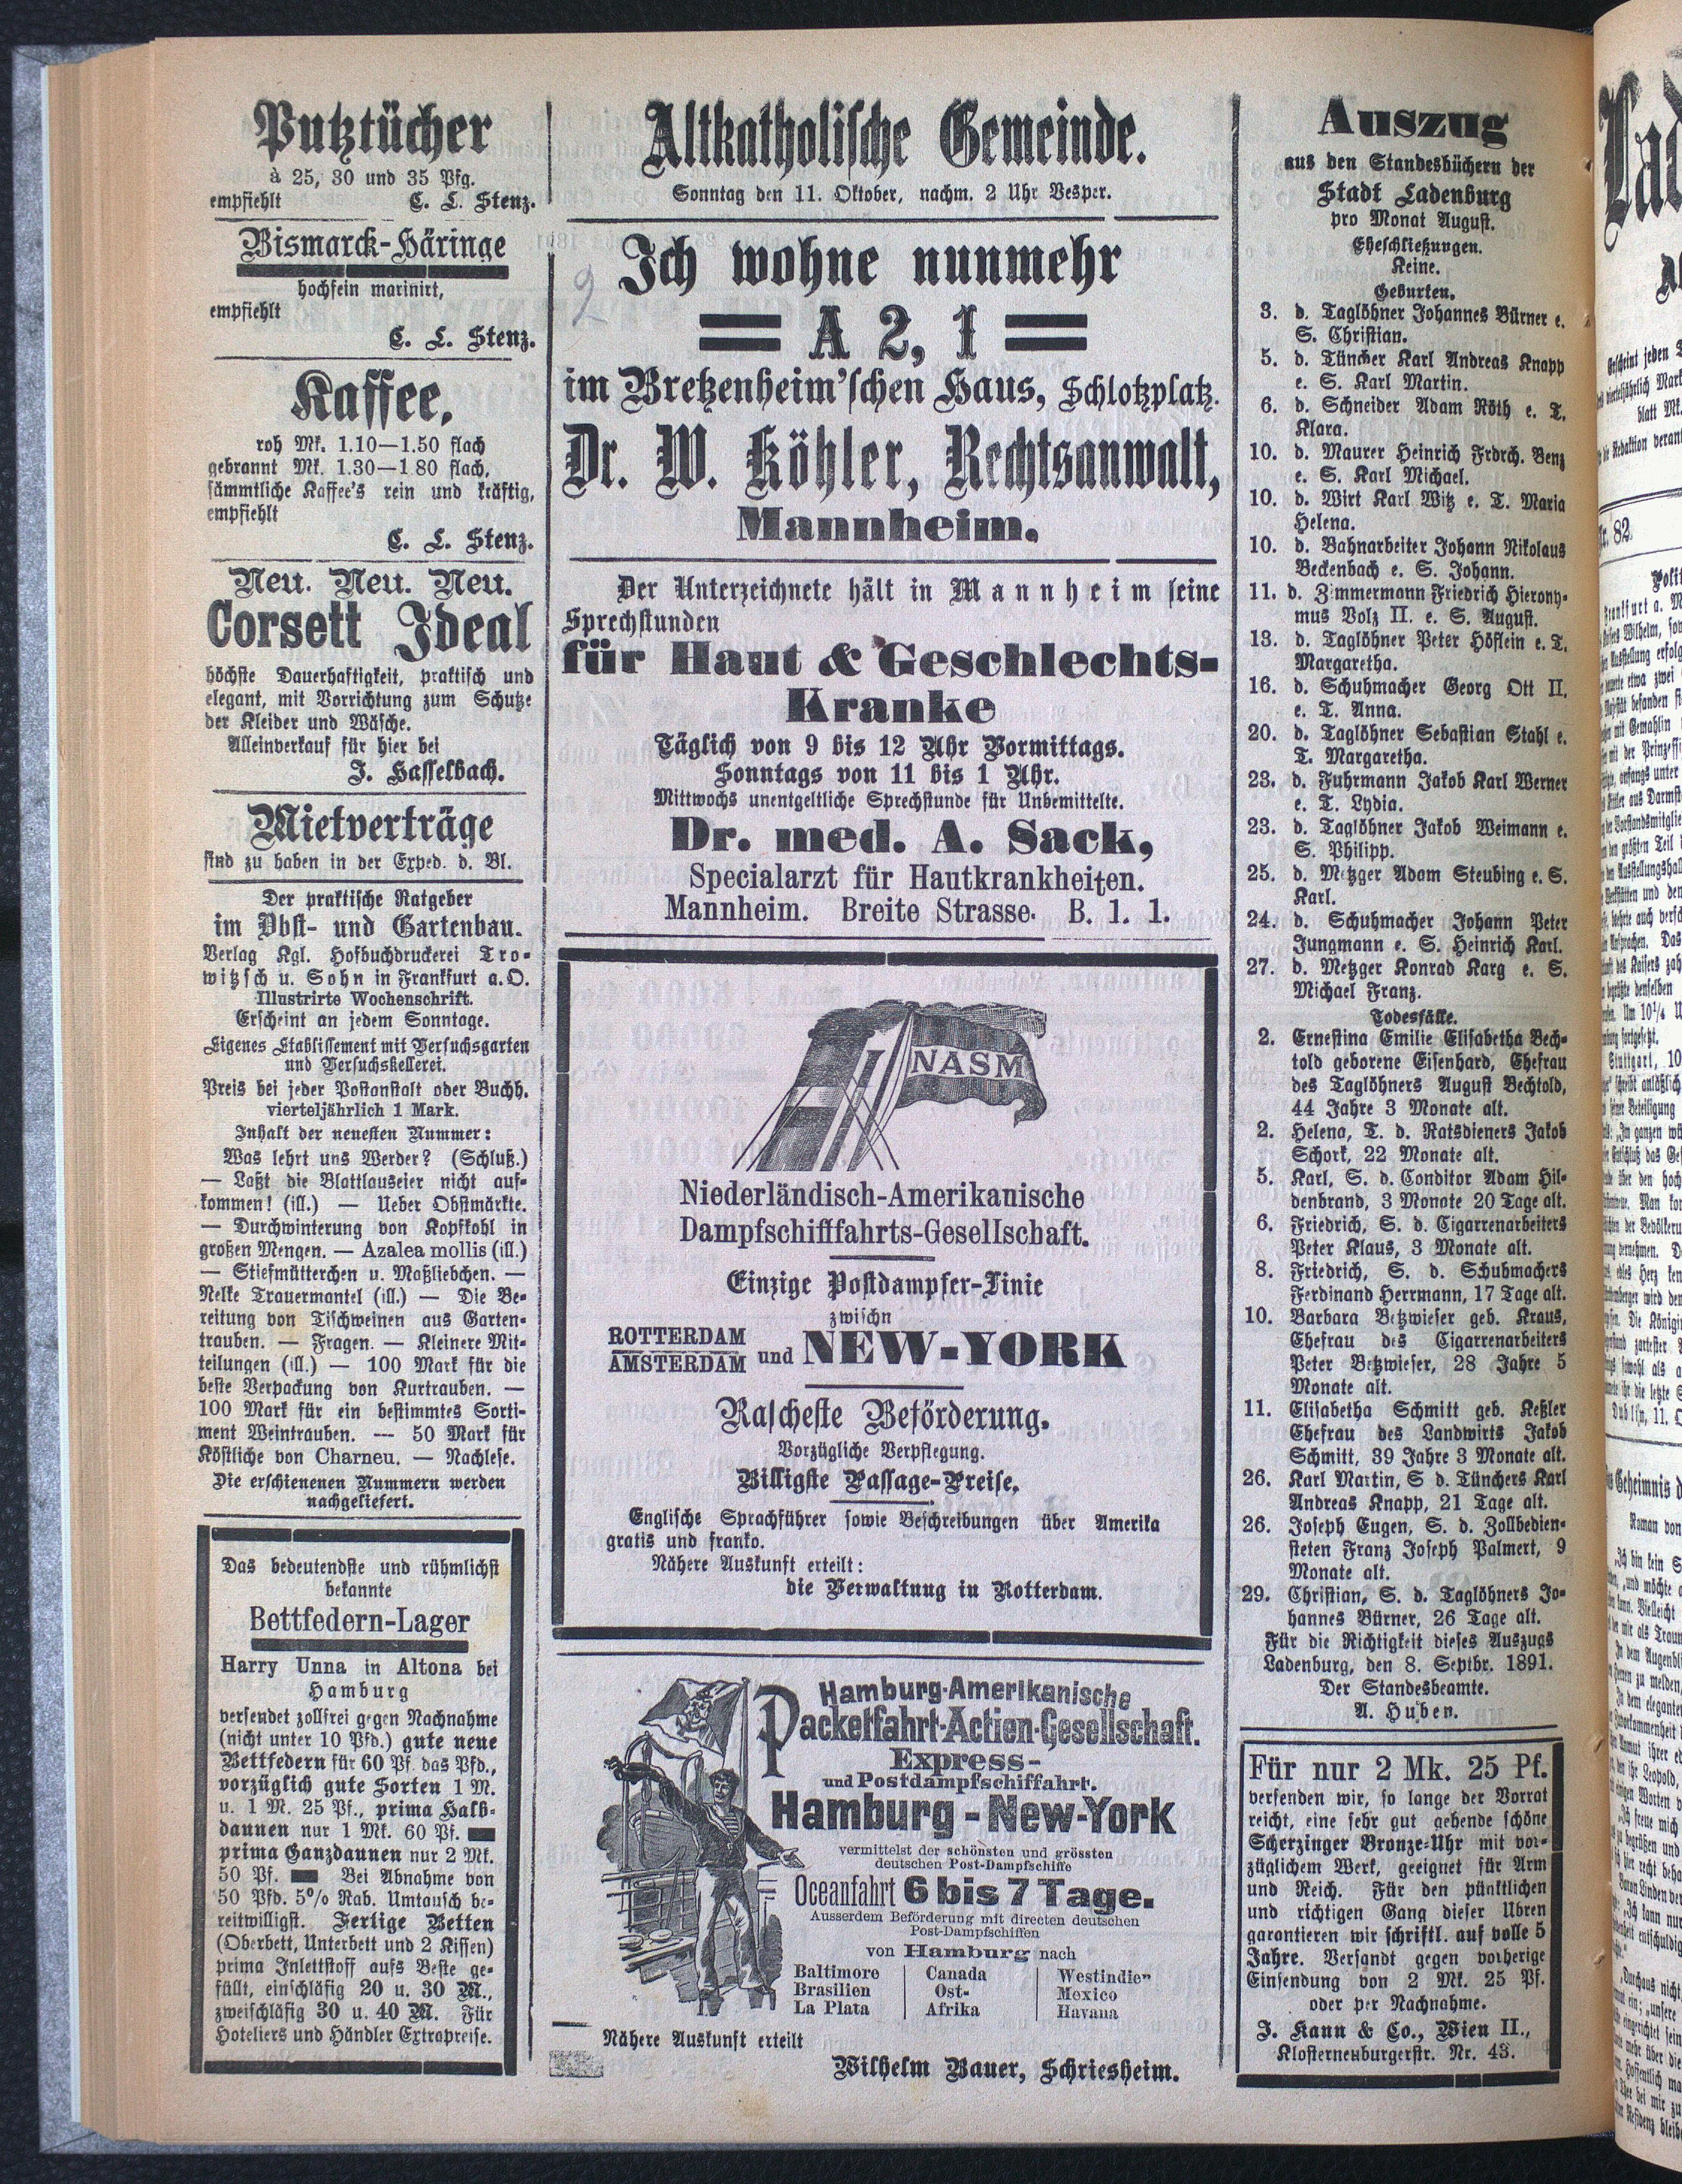 Putztücher
à 25, 30 und 35 Pfg.
empfiehlt C. L. Stenz.
Bismarck-Häringe
hochfein marinirt,
empfiehlt
C. L. Stenz.
Kaffee,
roh Mk. 1.10—1.50 flach
gebrannt Mk. 1.30—1.80 flach,
sämmtliche Kaffee's rein und kräftig,
empfiehlt
C. L. Stenz.
Neu. Neu. Neu.
Corsett Ideal
höchste Dauerhaftigkeit, praktisch und
elegant, mit Vorrichtung zum Schutze
der Kleider und Wäsche.
Alleinverkauf für hier bei
J. Hasselbach.
Mietverträge
sind zu haben in der Exped. d. Bl.
Der praktische Ratgeber
im Obst- und Gartenbau.
Verlag Kgl. Hofbuchdruckerei Tro-
witzsch u. Sohn in Frankfurt a. O.
Illustrirte Wochenschrift.
Erscheint an jedem Sonntage.
Eigenes Etablissement mit Versuchsgarten
und Versuchskellerei.
Preis bei jeder Postanstalt oder Buchh.
vierteljährlich 1 Mark.
Inhalt der neuesten Nummer:
Was lehrt uns Werder? (Schluß.)
— Laßt die Blattlauseier nicht auf-
kommen! (ill.) — Ueber Obstmärkte.
— Durchwinterung von Kopfkohl in
großen Mengen. — Azalea mollis (ill.)
— Stiefmütterchen u. Maßliebchen. —
Nelke Trauermantel (ill.) — Die Be-
reitung von Tischweinen aus Garten-
trauben. — Fragen. — Kleinere Mit-
teilungen (ill.) — 100 Mark für die
beste Verpackung von Kurtrauben. —
100 Mark für ein bestimmtes Sorti-
ment Weintrauben. — 50 Mark für
Köstliche von Charneu. — Nachlese.
Die erschienenen Nummern werden
nachgeliefert.
Das bedeutendste und rühmlichst
bekannte
Bettfedern-Lager
Harry Unna in Altona bei
Hamburg
versendet zollfrei gegen Nachnahme
(nicht unter 10 Pfd.) gute neue
Bettfedern für 60 Pf. das Pfd.,
vorzüglich gute Sorten 1 M.
u. 1 M. 25 Pf., prima Halb-
daunen nur 1 Mk. 60 Pf.
prima Ganzdaunen nur 2 Mk.
50 Pf. Bei Abnahme von
50 Pfd. 5% Rab. Umtausch be-
reitwilligst. Fertige Betten
(Oberbett, Unterbett und 2 Kissen)
prima Inlettstoff aufs Beste ge-
füllt, einschläfig 20 u. 30 M.,
zweischläfig 30 u. 40 M. Für
Hoteliers und Händler Extrapreise.
Altkatholische Gemeinde.
Sonntag den 11. Oktober, nachm. 2 Uhr Vesper.
Ich wohne nunmehr
A 2, 1
im Bretzenheim'schen Haus, Schloßplatz.
Dr. W. Köhler, Rechtsanwalt,
Mannheim.
Der Unterzeichnete hält in Mannheim seine
Sprechstunden
für Haut & Geschlechts-
Kranke
Täglich von 9 bis 12 Uhr Vormittags.
Sonntags von 11 bis 1 Uhr.
Mittwochs unentgeltliche Sprechstunde für Unbemittelte.
Dr. med. A. Sack,
Specialarzt für Hautkrankheiten.
Mannheim. Breite Strasse. B. 1. 1.
NASM
Niederländisch-Amerikanische
Dampfschifffahrts-Gesellschaft.
Einzige Postdampfer-Linie
zwischn
ROTTERDAM
AMSTERDAM und NEW-YORK
Rascheste Beförderung.
Vorzügliche Verpflegung.
Billigste Passage-Preise.
Englische Sprachführer sowie Beschreibungen über Amerika
gratis und franko.
Nähere Auskunft erteilt:
die Verwaltung in Rotterdam.
Hamburg-Amerikanische
Packetfahrt-Actien-Gesellschaft.
Express-
und Postdampfschiffahrt.
Hamburg - New-York
vermittelst der schönsten und grössten
deutschen Post-Dampfschiffe
Oceanfahrt 6 bis 7 Tage.
Ausserdem Beförderung mit directen deutschen
Post-Dampfschiffen
von Hamburg nach
Baltimore Canada Westindien
Brasilien Ost- Mexico
La Plata Afrika Havana
Nähere Auskunft erteilt
Wilhelm Bauer, Schriesheim.
Auszug
aus den Standesbüchern der
Stadt Ladenburg
pro Monat August.
Eheschließungen.
Keine.
Geburten.
3. d. Taglöhner Johannes Bürner e.
S. Christian.
5. d. Tüncher Karl Andreas Knapp
e. S. Karl Martin.
6. d. Schneider Adam Röth e. T.
Klara.
10. d. Maurer Heinrich Frdrch. Benz
e. S. Karl Michael.
10. d. Wirt Karl Witz e. T. Maria
Helena.
10. d. Bahnarbeiter Johann Nikolaus
Beckenbach e. S. Johann.
11. d. Zimmermann Friedrich Hierony-
mus Volz II. e. S. August.
13. d. Taglöhner Peter Höflein e. T.
Margaretha.
16. d. Schuhmacher Georg Ott II.
e. T. Anna.
20. d. Taglöhner Sebastian Stahl e.
T. Margaretha.
23. d. Fuhrmann Jakob Karl Werner
e. T. Lydia.
23. d. Taglöhner Jakob Weimann e.
S. Philipp.
25. d. Metzger Adam Steubing e. S.
Karl.
24. d. Schuhmacher Johann Peter
Jungmann e. S. Heinrich Karl.
27. d. Metzger Konrad Karg e. S.
Michael Franz.
Todesfälle.
2. Ernestina Emilie Elisabetha Bech-
told geborene Eisenhard, Ehefrau
des Taglöhners August Bechtold,
44 Jahre 3 Monate alt.
2. Helena, T. d. Ratsdieners Jakob
Schork, 22 Monate alt.
5. Karl, S. d. Conditor Adam Hil-
denbrand, 3 Monate 20 Tage alt.
6. Friedrich, S. d. Cigarrenarbeiters
Peter Klaus, 3 Monate alt.
8. Friedrich, S. d. Schuhmachers
Ferdinand Herrmann, 17 Tage alt.
10. Barbara Betzwieser geb. Kraus,
Ehefrau des Cigarrenarbeiters
Peter Betzwieser, 28 Jahre 5
Monate alt.
11. Elisabetha Schmitt geb. Keßler
Ehefrau des Landwirts Jakob
Schmitt, 39 Jahre 3 Monate alt.
26. Karl Martin, S d. Tünchers Karl
Andreas Knapp, 21 Tage alt.
26. Joseph Eugen, S. d. Zollbedien-
steten Franz Joseph Palmert, 9
Monate alt.
29. Christian, S. d. Taglöhners Jo-
hannes Bürner, 26 Tage alt.
Für die Richtigkeit dieses Auszugs
Ladenburg, den 8. Septbr. 1891.
Der Standesbeamte.
A. Huben.
Für nur 2 Mk. 25 Pf.
versenden wir, so lange der Vorrat
reicht, eine sehr gut gehende schöne
Scherzinger Bronze-Uhr mit vor-
züglichem Werk, geeignet für Arm
und Reich. Für den pünktlichen
und richtigen Gang dieser Uhren
garantieren wir schriftl. auf volle 5
Jahre. Versandt gegen vorherige
Einsendung von 2 Mk. 25 Pf.
oder per Nachnahme.
J. Kann & Co., Wien II.,
Klosterneuburgerstr. Nr. 43.